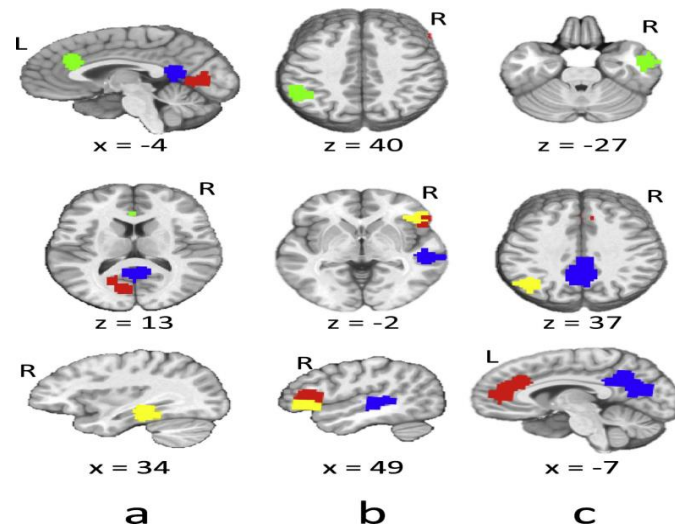 L R R
x = -4 z = 40 z = -27
R R R
z = 13 z = -2 z = 37
R R L
x = 34 x = 49 x = -7
a b c